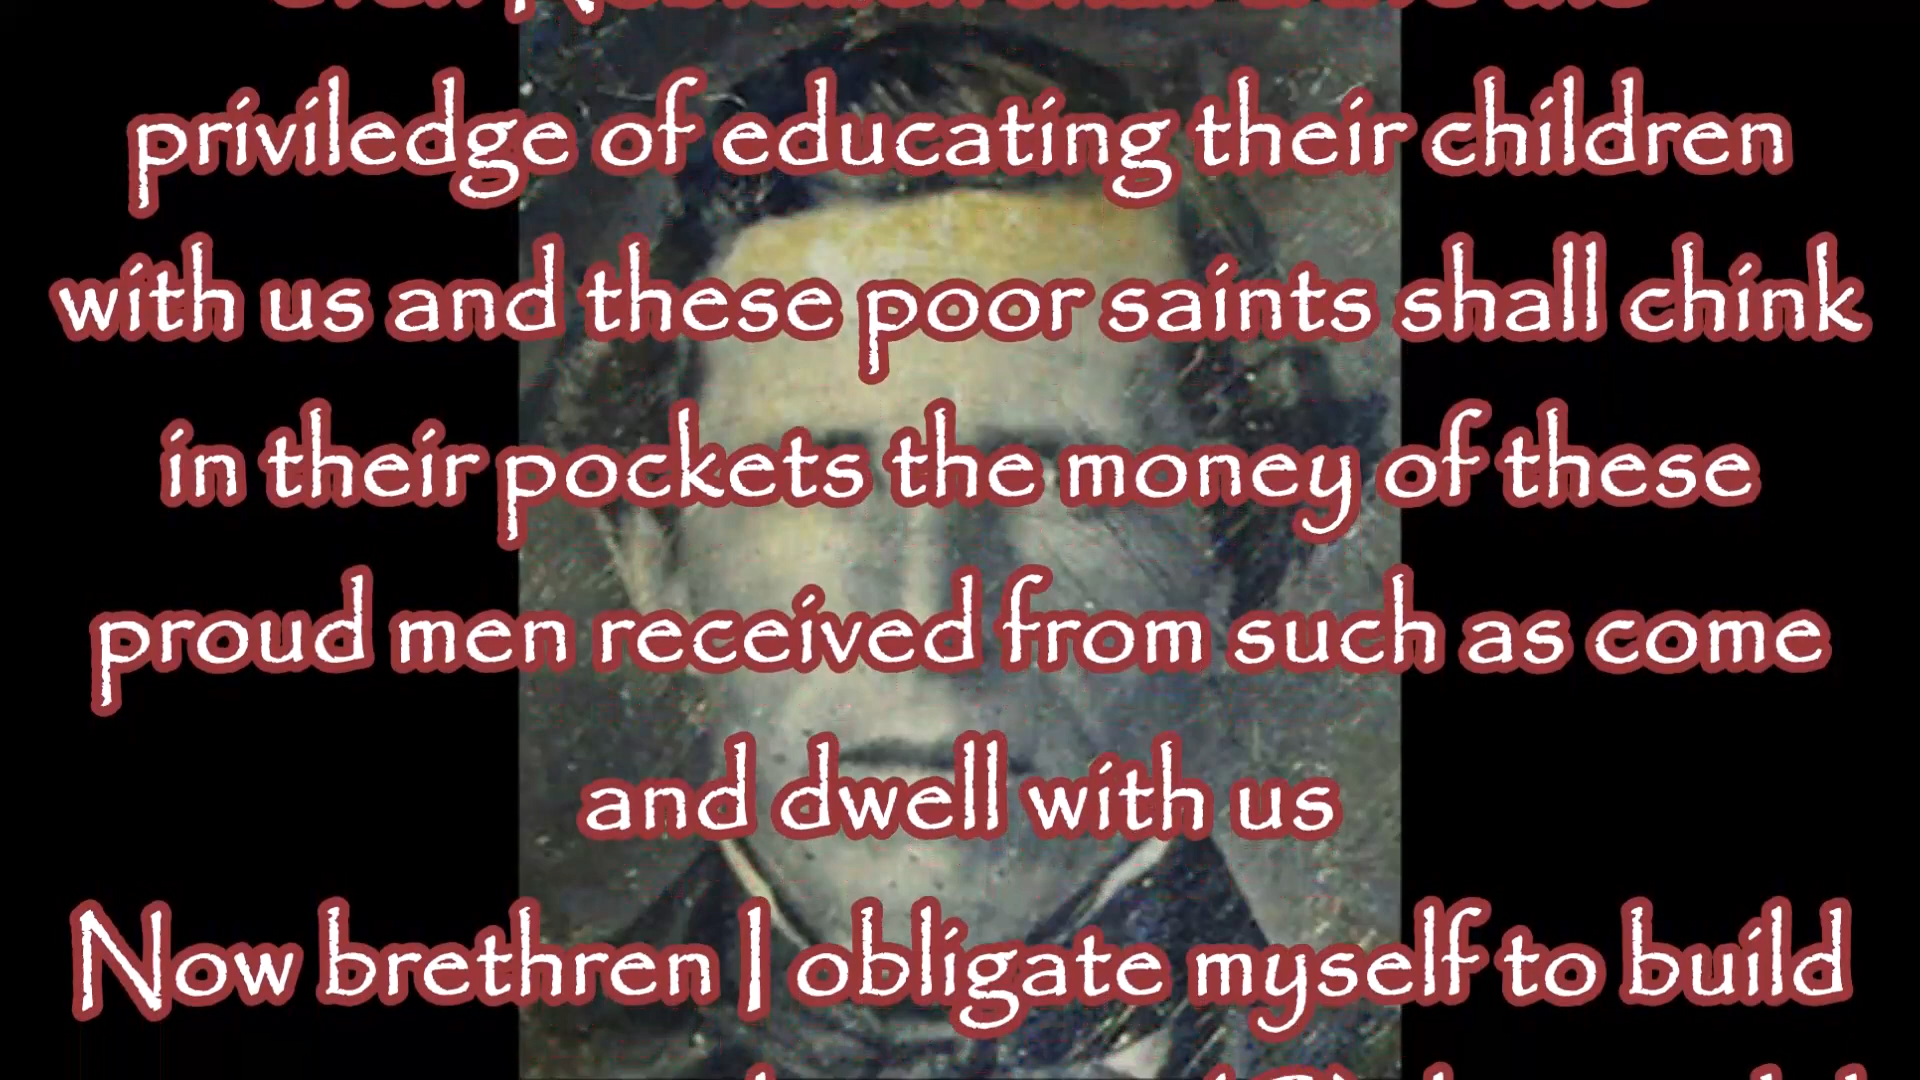 priviledge of educating their children
with us and these poor saints shall chink
in their pockets the money of these
proud men received from such as come
and dwell with us
Now brethren I obligate myself to build